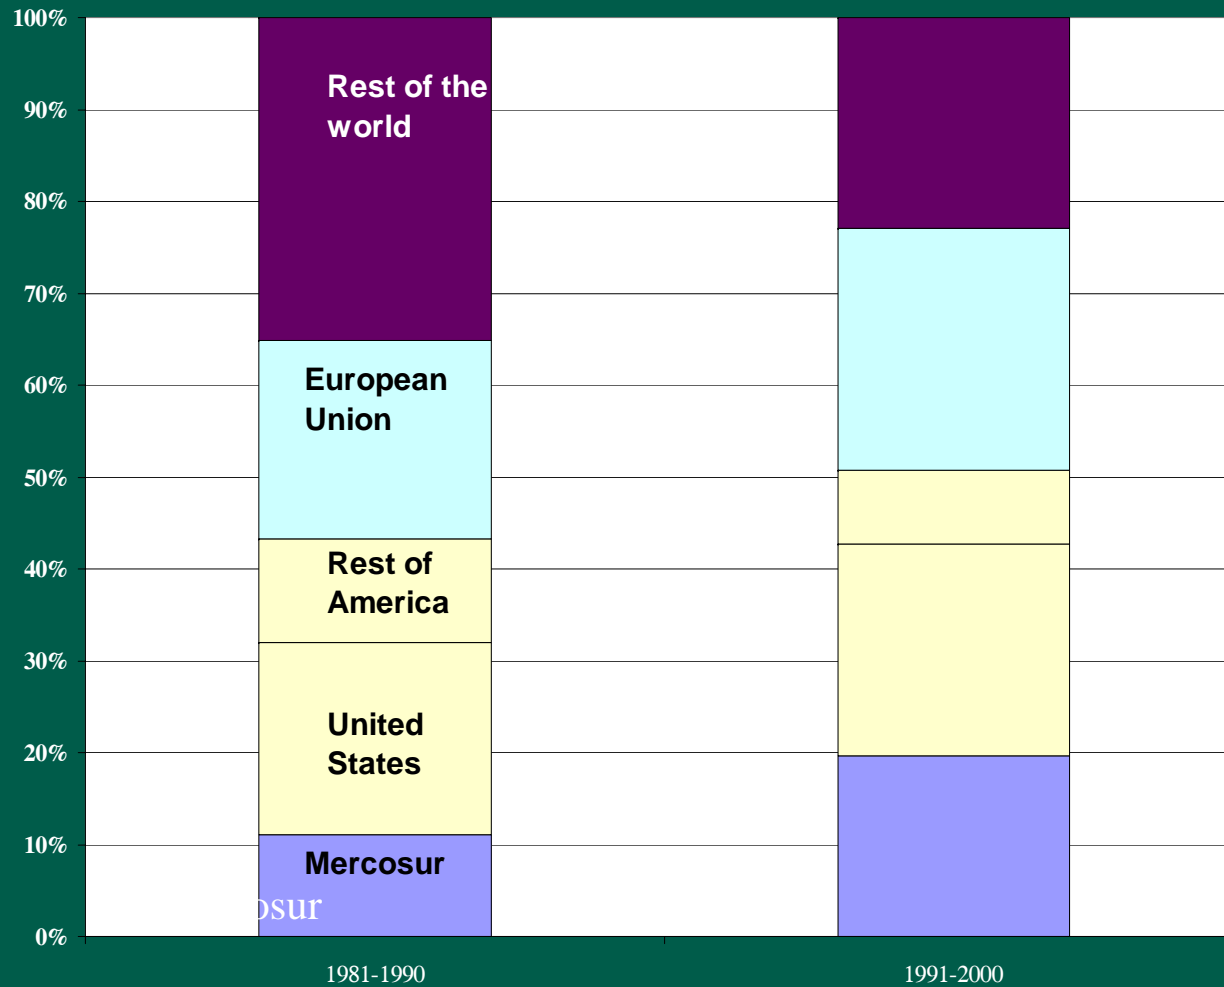 100%
90%
80%
70%
60%
50%
40%
30%
20%
10%
0%
Rest of the
world
European
Union
Rest of
America
United
States
Mercosur
osur
1981-1990
1991-2000